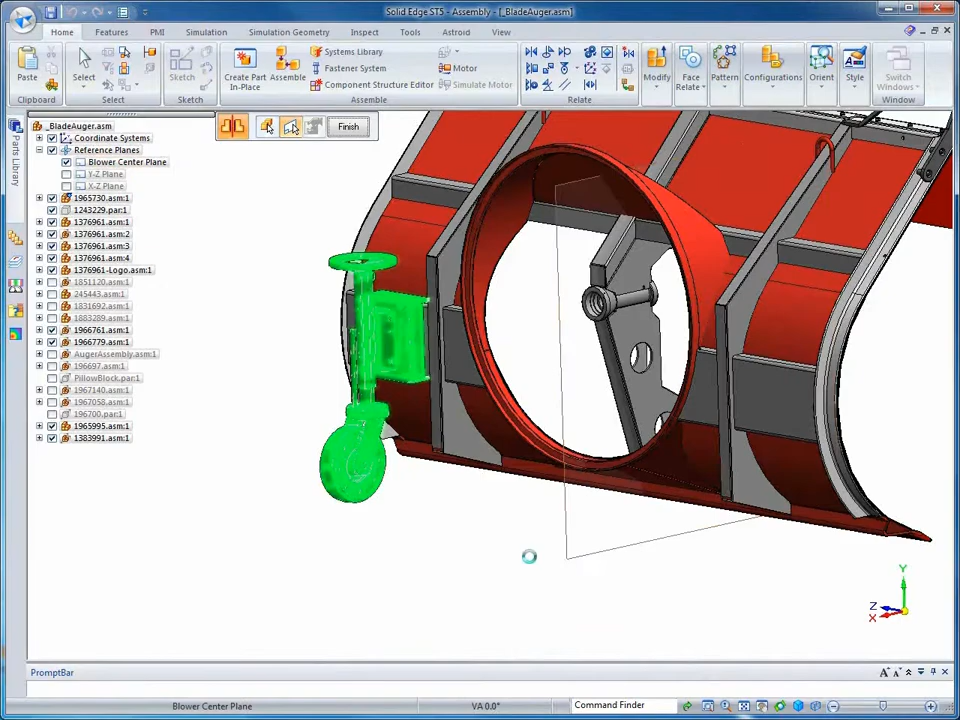 Solid Edge ST5 - Assembly - [_BladeAuger.asm]
Home
Features
PMI
Simulation
Simulation Geometry
Inspect
Tools
Astroid
View
Paste
Clipboard
Select
Select
Sketch
Sketch
Create Part
In-Place
Assemble
Systems Library
Fastener System
Component Structure Editor
Motor
Simulate Motor
Assemble
Relate
Modify
Face
Relate
Pattern
Configurations
Orient
Style
Switch
Windows
Window
Finish
Parts Library
_BladeAuger.asm
Coordinate Systems
Reference Planes
Blower Center Plane
Y-Z Plane
X-Z Plane
1965730.asm:1
1243229.par:1
1376961.asm:1
1376961.asm:2
1376961.asm:3
1376961.asm:4
1376961-Logo.asm:1
1851120.asm:1
245443.asm:1
1831692.asm:1
1883289.asm:1
1966761.asm:1
1966779.asm:1
AugerAssembly.asm:1
196697.asm:1
PillowBlock.par:1
1967140.asm:1
1967058.asm:1
196700.par:1
1965995.asm:1
1383991.asm:1
Y
Z
X
PromptBar
Blower Center Plane
VA 0.0°
Command Finder